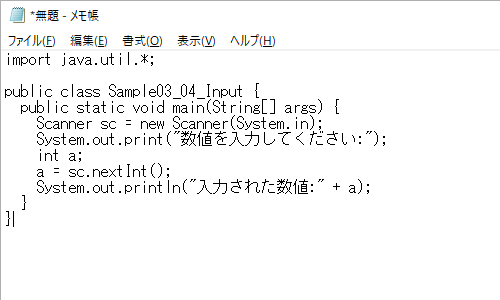 *無題 - メモ帳
ファイル(F) 編集(E) 書式(O) 表示(V) ヘルプ(H)
import java.util.*;

public class Sample03_04_Input {
  public static void main(String[] args) {
    Scanner sc = new Scanner(System.in);
    System.out.print("数値を入力してください:");
    int a;
    a = sc.nextInt();
    System.out.println("入力された数値:" + a);
  }
}